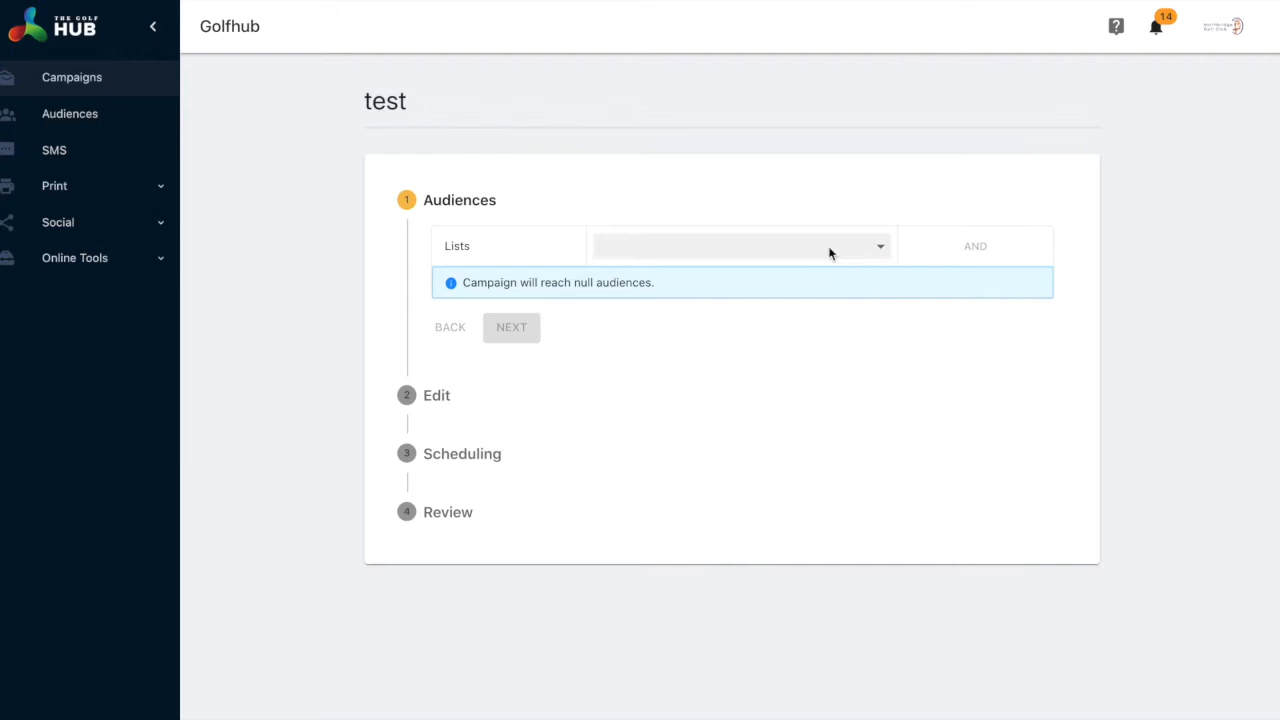 THE GOLF
HUB
Golfhub
14
Campaigns
Audiences
SMS
Print
Social
Online Tools
test
1 Audiences
Lists
AND
Campaign will reach null audiences.
BACK NEXT
2 Edit
3 Scheduling
4 Review